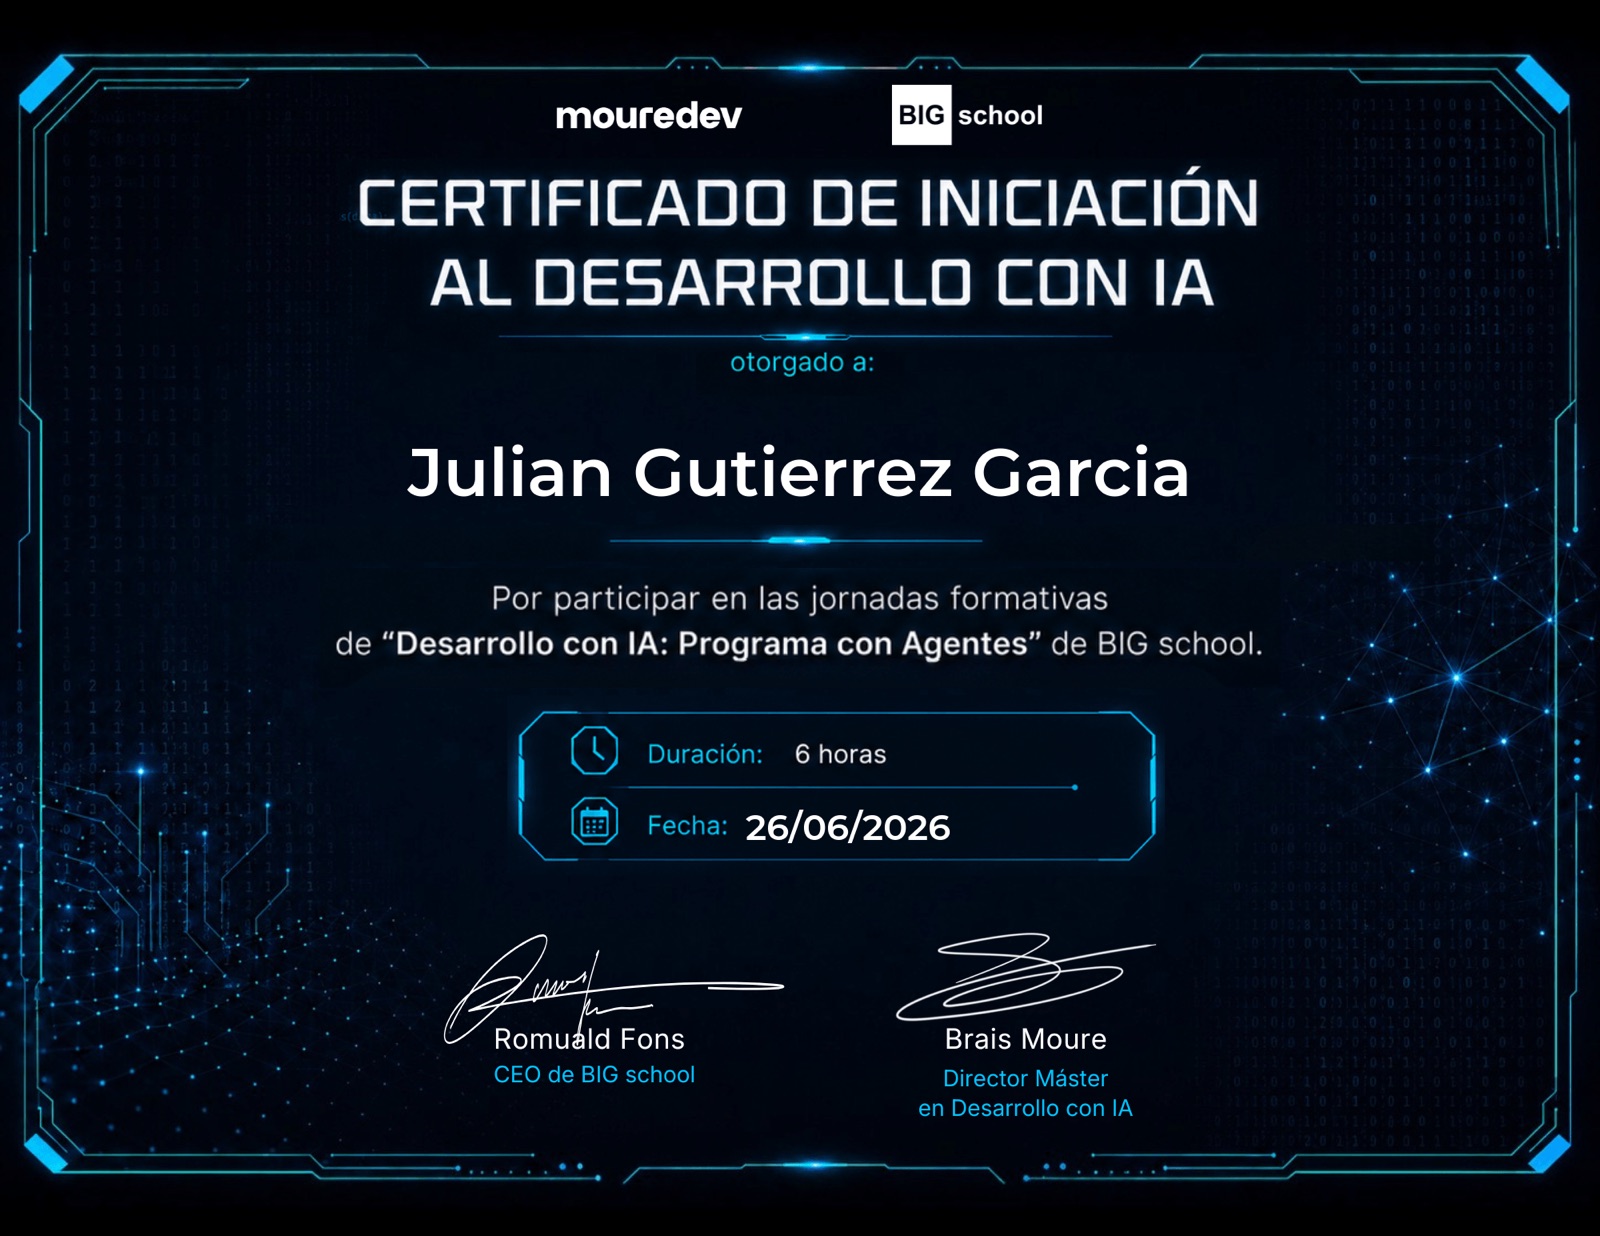 mouredev
BIG school
CERTIFICADO DE INICIACIÓN
AL DESARROLLO CON IA
otorgado a:
Julian Gutierrez Garcia
Por participar en las jornadas formativas
de “Desarrollo con IA: Programa con Agentes” de BIG school.
Duración: 6 horas
Fecha: 26/06/2026
Romuald Fons
CEO de BIG school
Brais Moure
Director Máster
en Desarrollo con IA